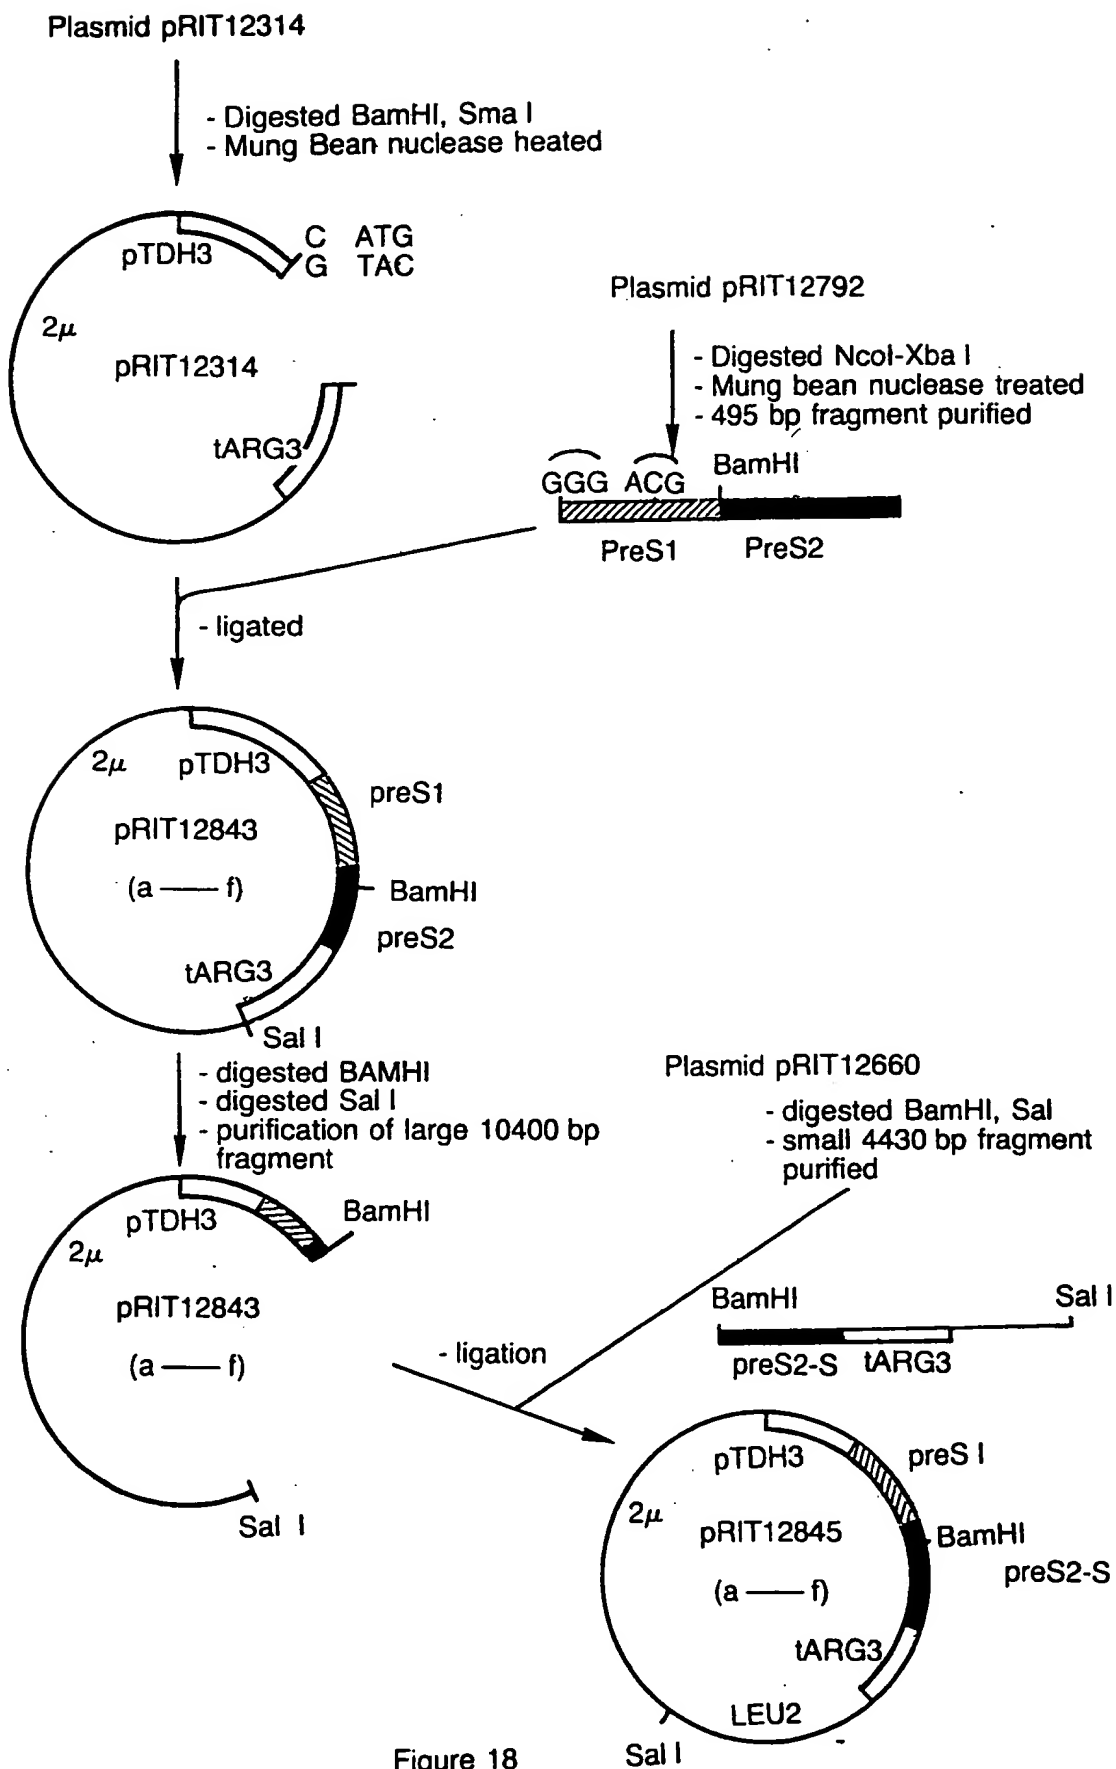 Plasmid pRIT12314
- Digested BamHI, Sma I
- Mung Bean nuclease heated
C ATG
G TAC
pTDH3
2μ
pRIT12314
tARG3
Plasmid pRIT12792
- Digested NcoI-Xba I
- Mung bean nuclease treated
- 495 bp fragment purified
GGG ACG BamHI
PreS1 PreS2
- ligated
2μ pTDH3
preS1
pRIT12843
(a — f)
BamHI
preS2
tARG3
Sal I
- digested BAMHI
- digested Sal I
- purification of large 10400 bp
fragment
Plasmid pRIT12660
- digested BamHI, Sal
- small 4430 bp fragment
purified
pTDH3
BamHI
2μ
pRIT12843
(a — f)
Sal I
- ligation
BamHI Sal I
preS2-S tARG3
pTDH3
preS I
2μ
pRIT12845
BamHI
preS2-S
(a — f)
tARG3
LEU2
Sal I
Figure 18